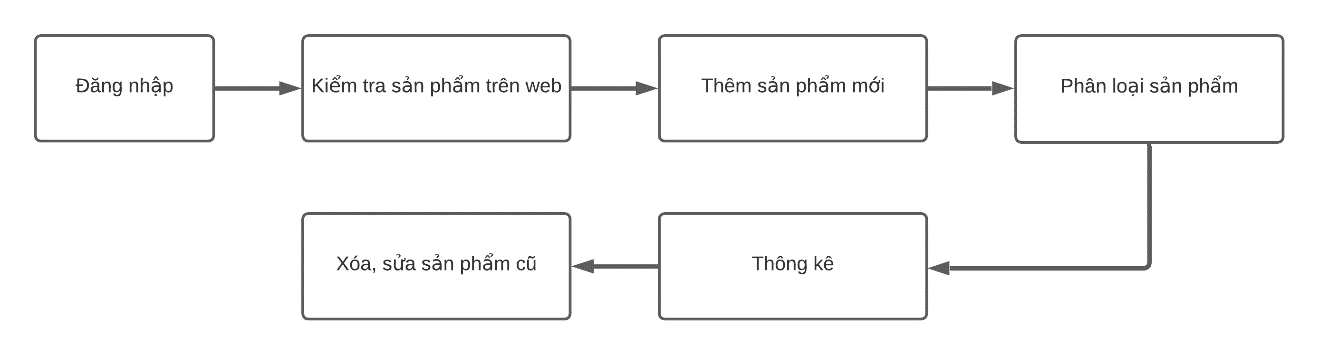 Đăng nhập
Kiểm tra sản phẩm trên web
Thêm sản phẩm mới
Phân loại sản phẩm
Thông kê
Xóa, sửa sản phẩm cũ